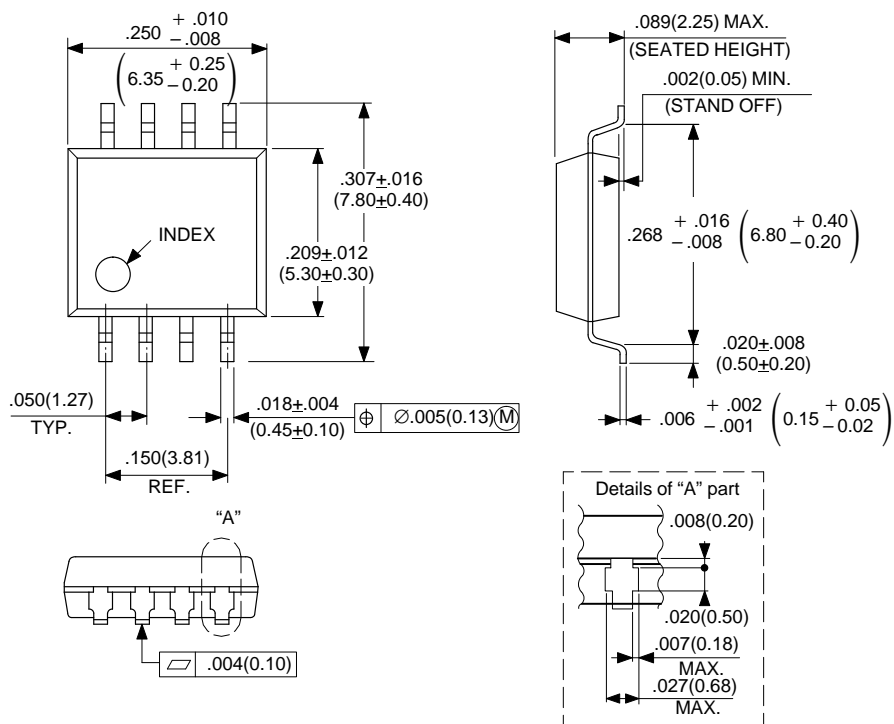 .250 + .010
−.008
(6.35 + 0.25
−0.20)
INDEX
.307±.016
(7.80±0.40)
.209±.012
(5.30±0.30)
.050(1.27)
TYP.
.018±.004
(0.45±0.10)
⌖ Ø.005(0.13)Ⓜ
.150(3.81)
REF.
.089(2.25) MAX.
(SEATED HEIGHT)
.002(0.05) MIN.
(STAND OFF)
.268 + .016
−.008 (6.80 + 0.40
−0.20)
.020±.008
(0.50±0.20)
.006 + .002
−.001 (0.15 + 0.05
−0.02)
“A”
▱ .004(0.10)
Details of “A” part
.008(0.20)
.020(0.50)
.007(0.18)
MAX.
.027(0.68)
MAX.